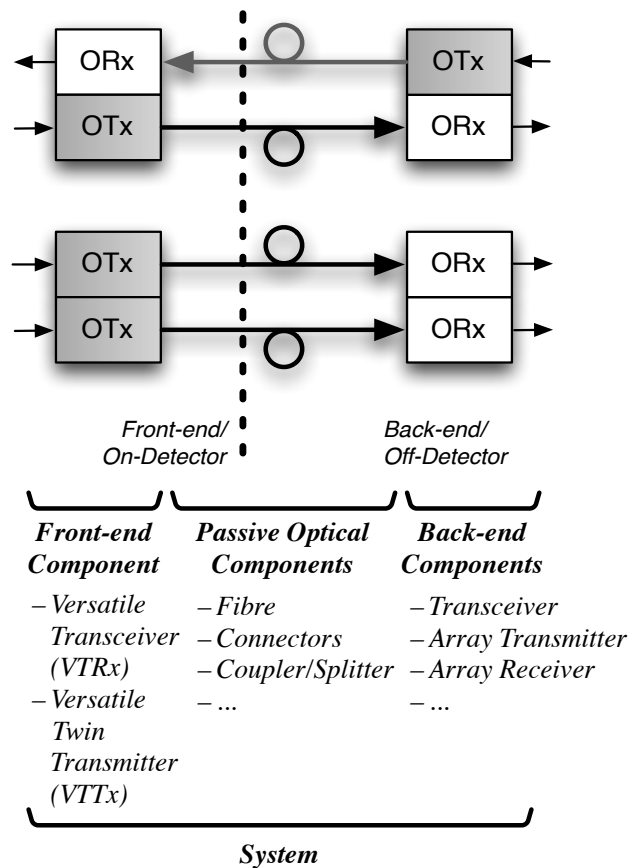 ORx
OTx
OTx
ORx
OTx
ORx
OTx
ORx
Front-end/
On-Detector
Back-end/
Off-Detector
Front-end
Component
– Versatile
Transceiver
(VTRx)
– Versatile
Twin
Transmitter
(VTTx)
Passive Optical
Components
– Fibre
– Connectors
– Coupler/Splitter
– ...
Back-end
Components
– Transceiver
– Array Transmitter
– Array Receiver
– ...
System